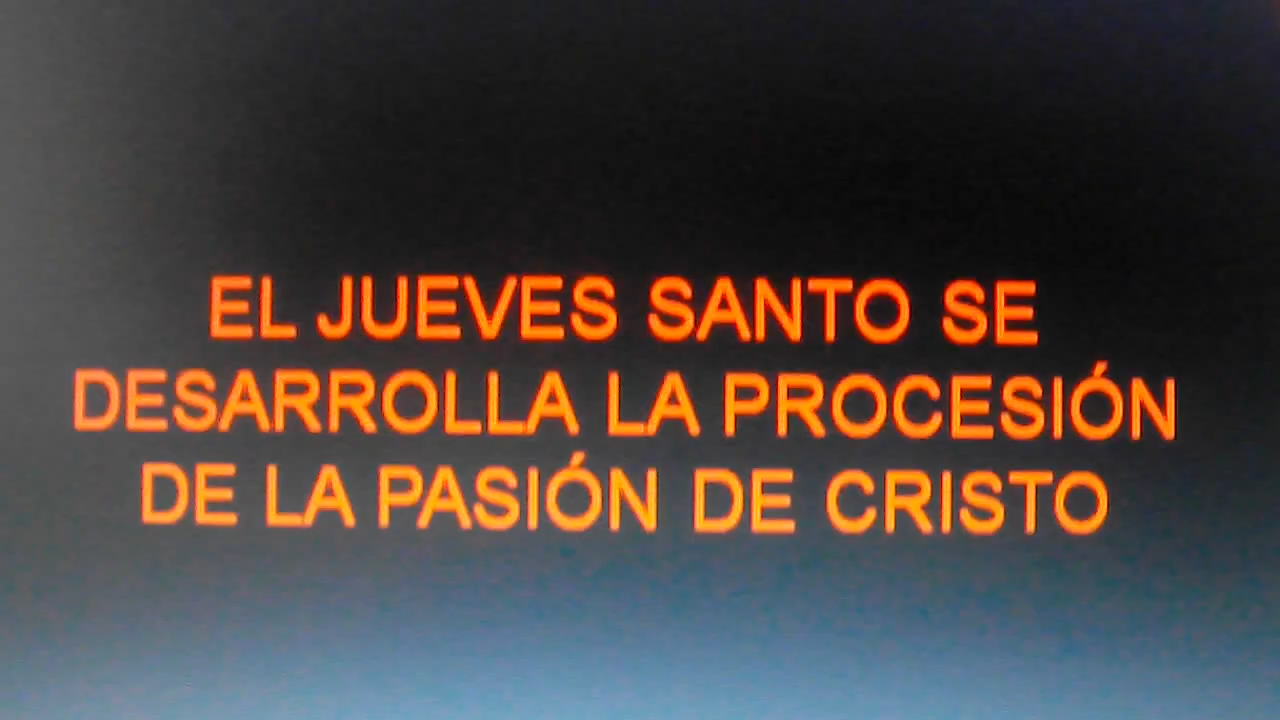 EL JUEVES SANTO SE
DESARROLLA LA PROCESIÓN
DE LA PASIÓN DE CRISTO